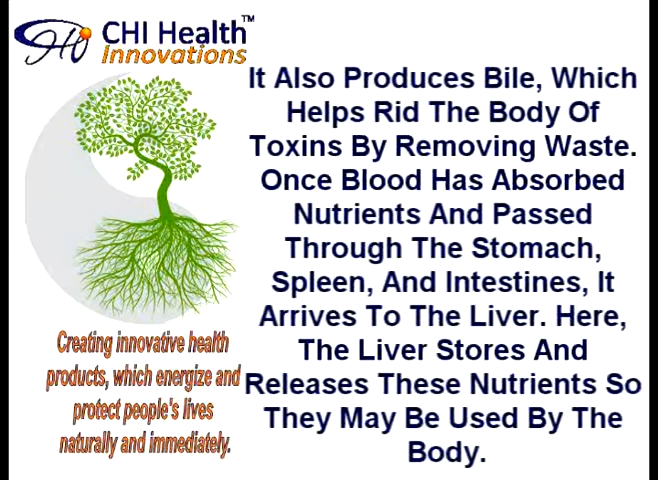 CHI Health™
Innovations
It Also Produces Bile, Which
Helps Rid The Body Of
Toxins By Removing Waste.
Once Blood Has Absorbed
Nutrients And Passed
Through The Stomach,
Spleen, And Intestines, It
Arrives To The Liver. Here,
The Liver Stores And
Releases These Nutrients So
They May Be Used By The
Body.
Creating innovative health
products, which energize and
protect people's lives
naturally and immediately.